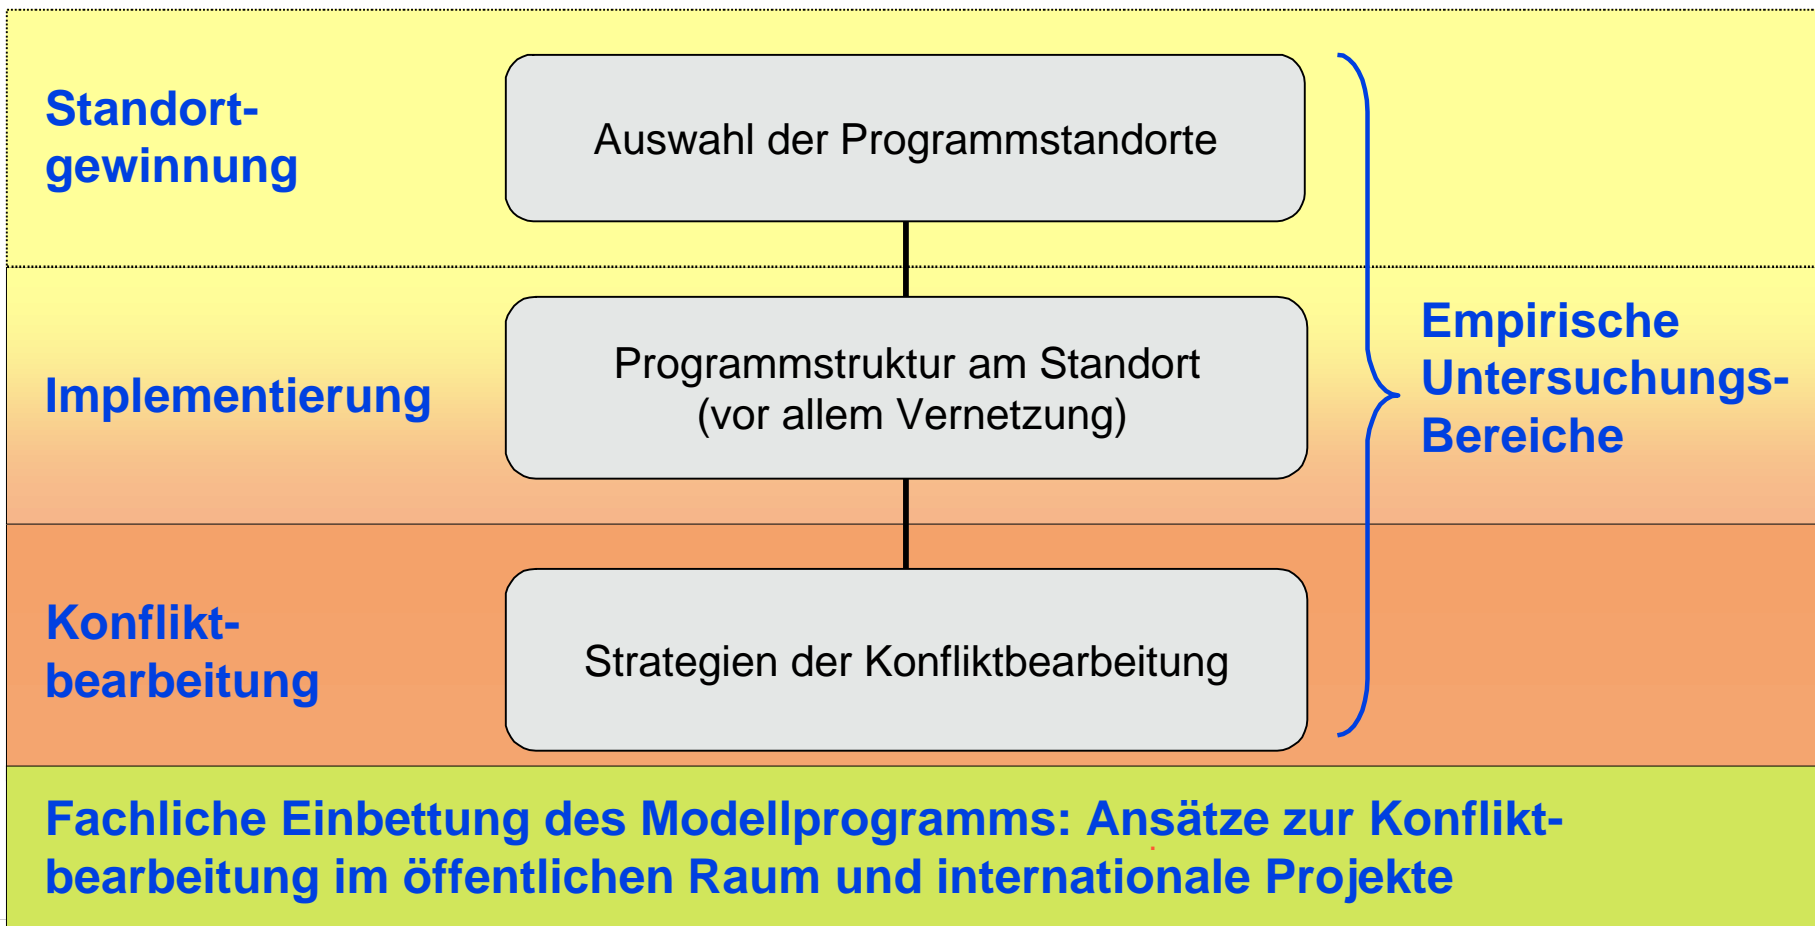 Standort-
gewinnung
Auswahl der Programmstandorte
Implementierung
Programmstruktur am Standort
(vor allem Vernetzung)
Empirische
Untersuchungs-
Bereiche
Konflikt-
bearbeitung
Strategien der Konfliktbearbeitung
Fachliche Einbettung des Modellprogramms: Ansätze zur Konflikt-
bearbeitung im öffentlichen Raum und internationale Projekte